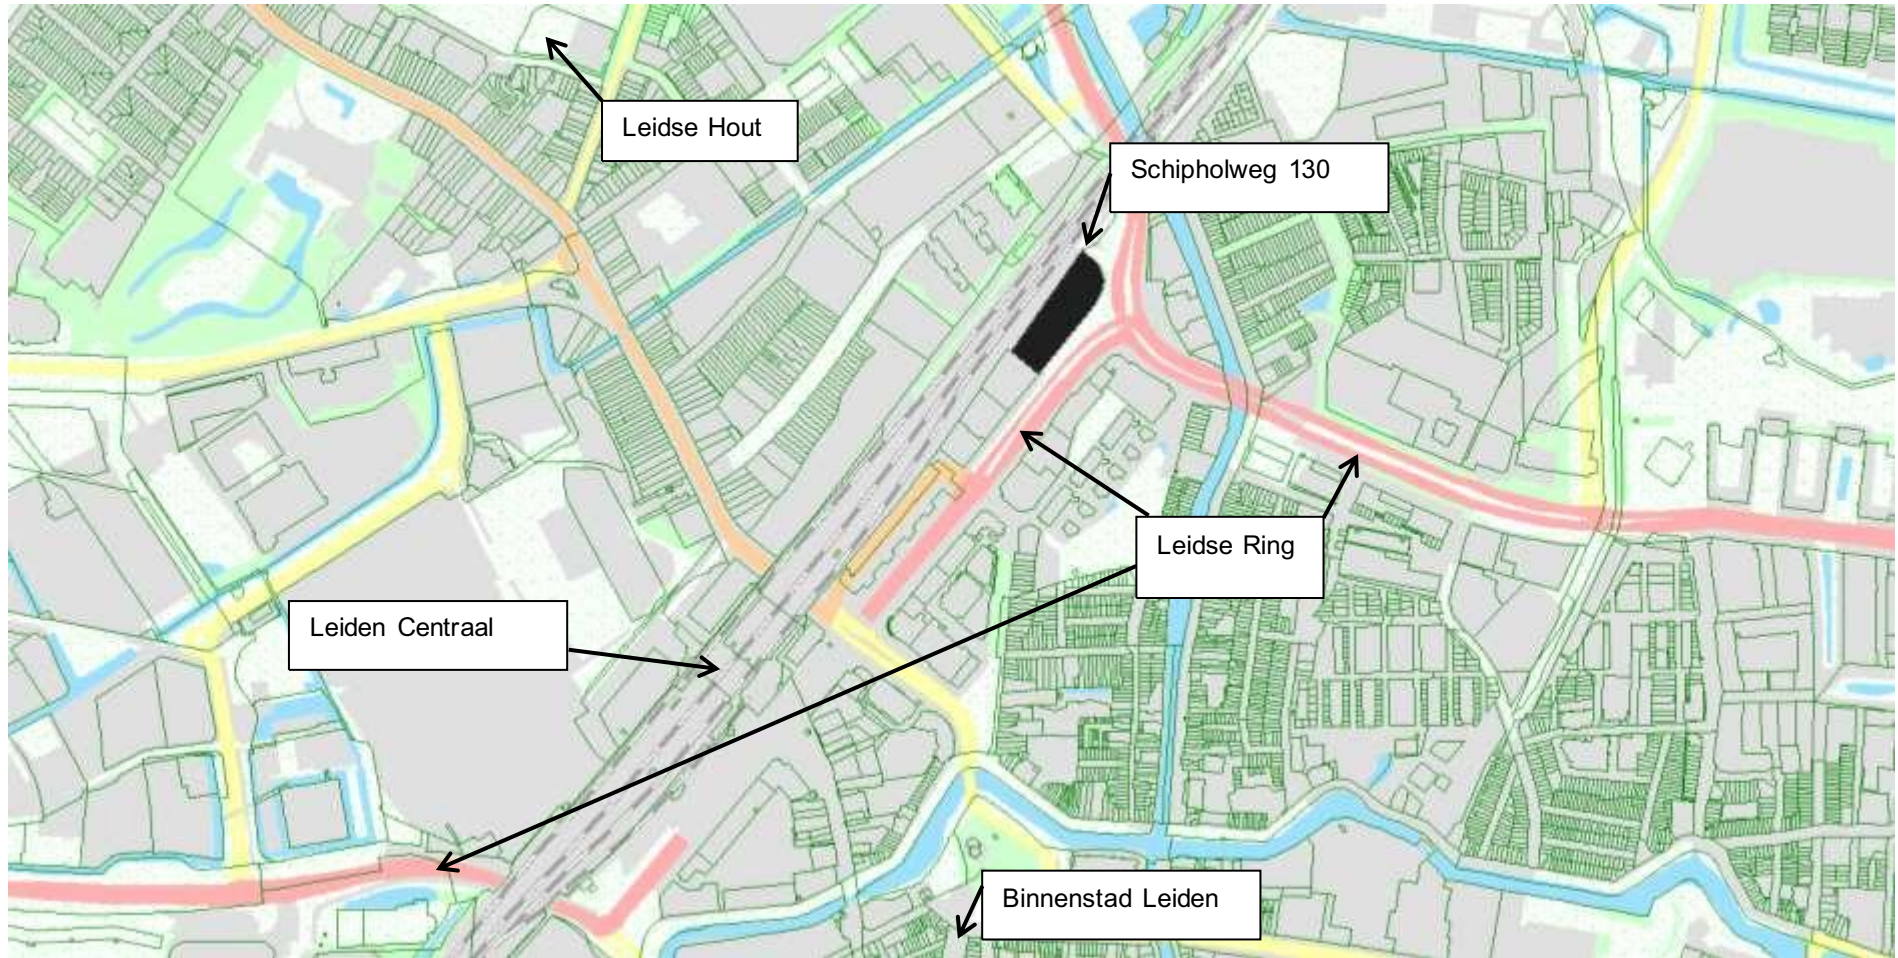 Leidse Hout
Schipholweg 130
Leidse Ring
Leiden Centraal
Binnenstad Leiden